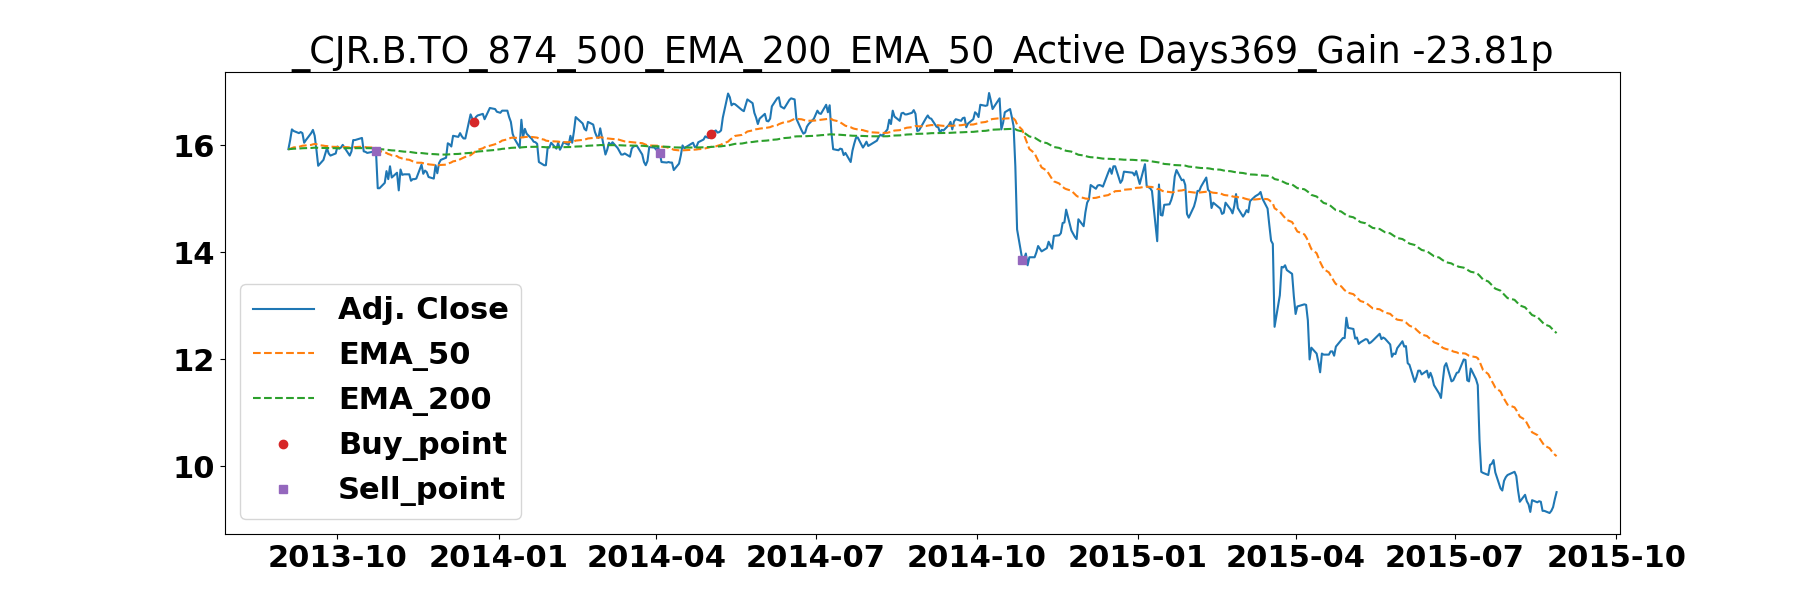 _CJR.B.TO_874_500_EMA_200_EMA_50_Active Days369_Gain -23.81p
16
14
12
10
Adj. Close
EMA_50
EMA_200
Buy_point
Sell_point
2013-10 2014-01 2014-04 2014-07 2014-10 2015-01 2015-04 2015-07 2015-10